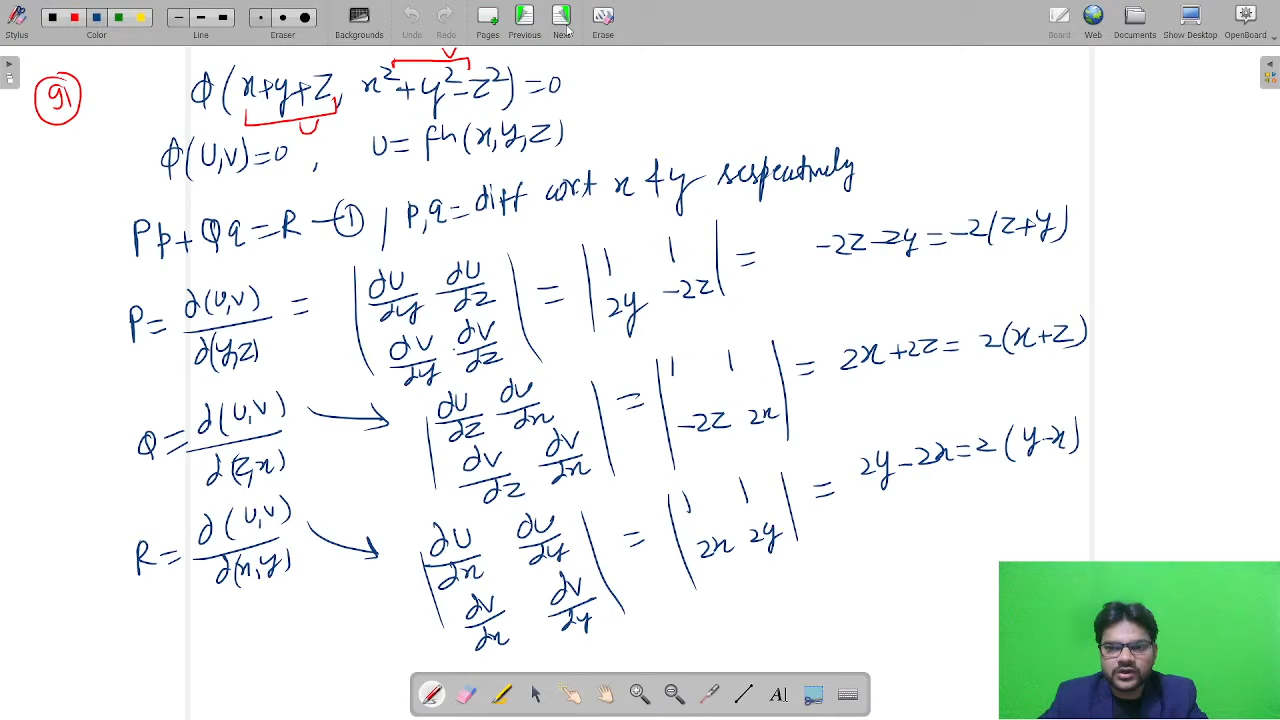 Stylus Color Line Eraser Backgrounds Undo Redo Pages Previous Next Erase Board Web Documents Show Desktop OpenBoard
91
V
ϕ(x+y+z, x²+y²-z²)=0
U
ϕ(U,V)=0 , U= fn(x,y,z)
Pp+Qq=R —① / p,q= diff wrt x & y respectively
P= ∂(U,V)/∂(y,z) = | ∂U/∂y ∂U/∂z ; ∂V/∂y ∂V/∂z | = | 1 1 ; 2y -2z | = -2z-2y=-2(z+y)
Q= ∂(U,V)/∂(z,x) → | ∂U/∂z ∂U/∂x ; ∂V/∂z ∂V/∂x | = | 1 1 ; -2z 2x | = 2x+2z= 2(x+z)
R= ∂(U,V)/∂(x,y) → | ∂U/∂x ∂U/∂y ; ∂V/∂x ∂V/∂y | = | 1 1 ; 2x 2y | = 2y-2x=2(y-x)
AI